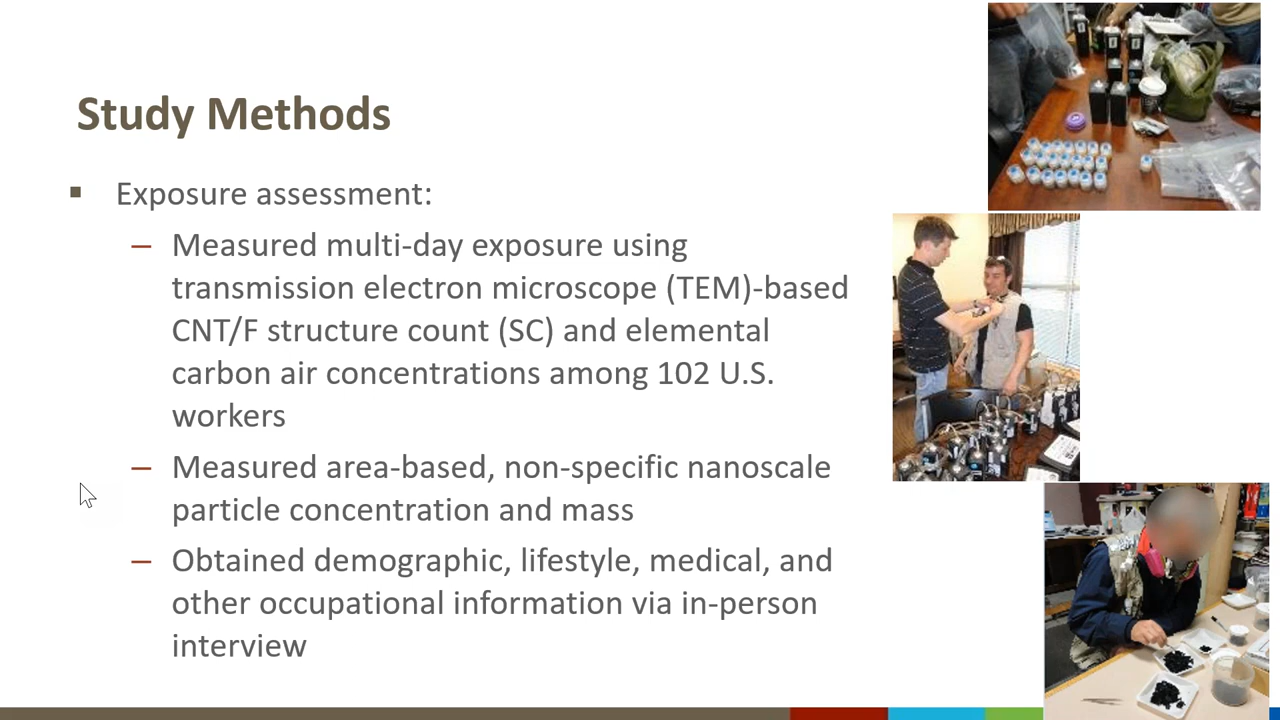 Study Methods
Exposure assessment:
– Measured multi-day exposure using
transmission electron microscope (TEM)-based
CNT/F structure count (SC) and elemental
carbon air concentrations among 102 U.S.
workers
– Measured area-based, non-specific nanoscale
particle concentration and mass
– Obtained demographic, lifestyle, medical, and
other occupational information via in-person
interview